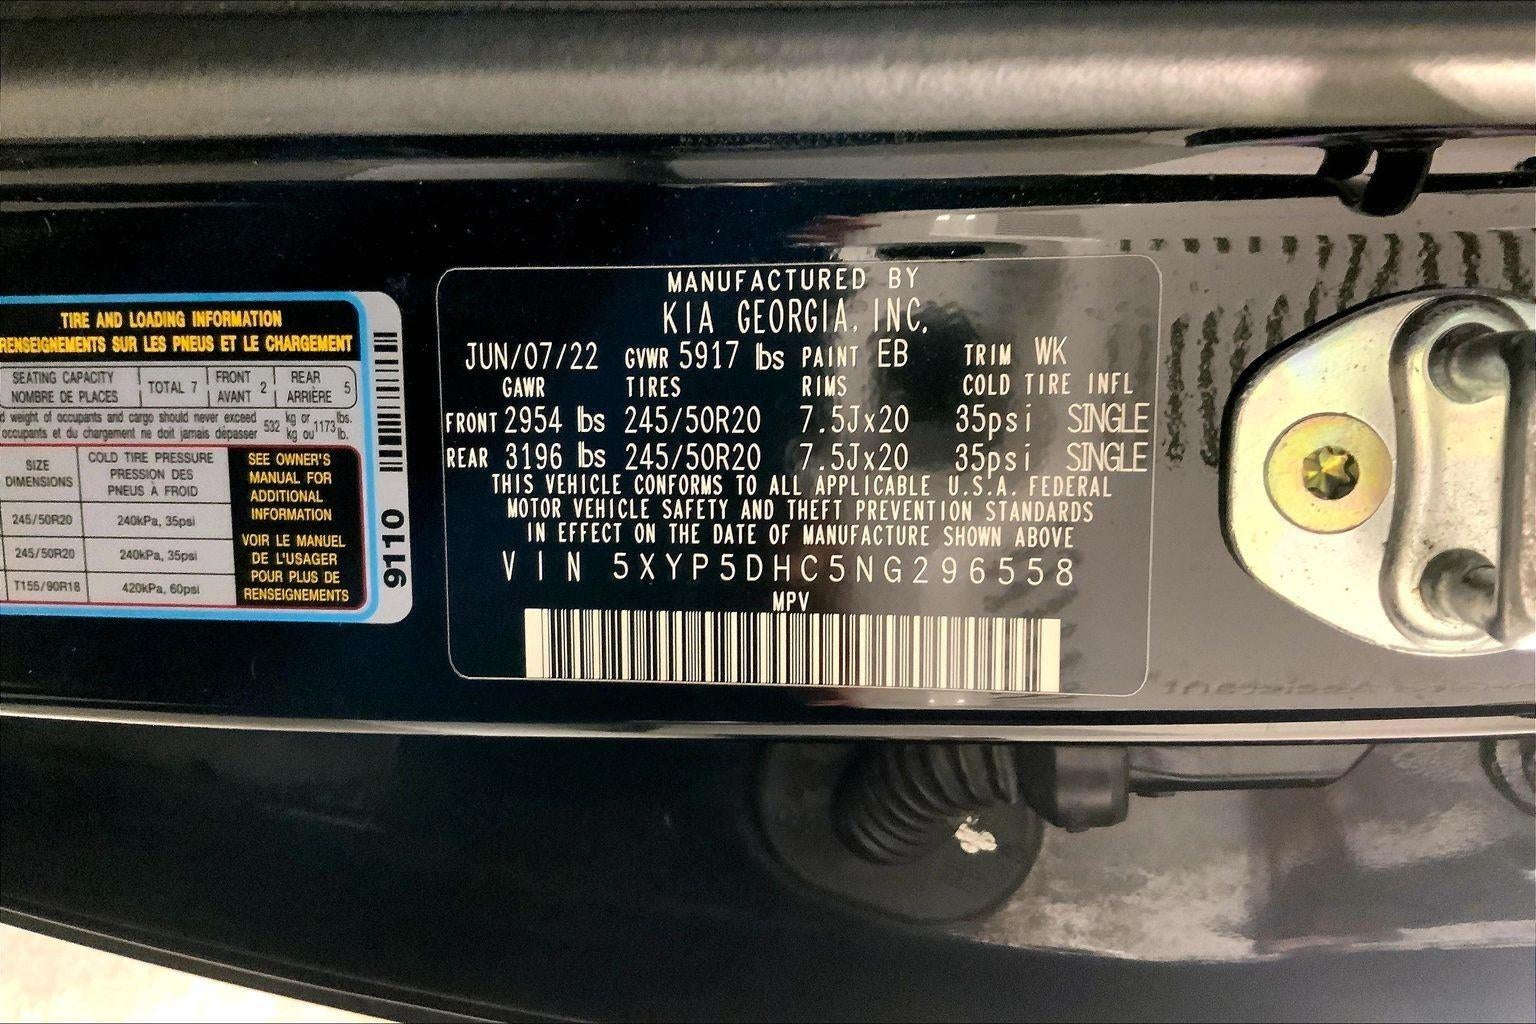 TIRE AND LOADING INFORMATION
RENSEIGNEMENTS SUR LES PNEUS ET LE CHARGEMENT
SEATING CAPACITY
NOMBRE DE PLACES
TOTAL 7
FRONT
AVANT 2
REAR
ARRIÈRE 5
weight of occupants and cargo should never exceed 532 kg or 1173 lbs.
occupants et du chargement ne doit jamais dépasser kg ou lb.
SIZE
DIMENSIONS
COLD TIRE PRESSURE
PRESSION DES
PNEUS À FROID
245/50R20 240kPa, 35psi
245/50R20 240kPa, 35psi
T155/90R18 420kPa, 60psi
SEE OWNER'S
MANUAL FOR
ADDITIONAL
INFORMATION
VOIR LE MANUEL
DE L'USAGER
POUR PLUS DE
RENSEIGNEMENTS
9110
MANUFACTURED BY
KIA GEORGIA, INC.
JUN/07/22 GVWR 5917 lbs PAINT EB TRIM WK
GAWR TIRES RIMS COLD TIRE INFL
FRONT 2954 lbs 245/50R20 7.5Jx20 35psi SINGLE
REAR 3196 lbs 245/50R20 7.5Jx20 35psi SINGLE
THIS VEHICLE CONFORMS TO ALL APPLICABLE U.S.A. FEDERAL
MOTOR VEHICLE SAFETY AND THEFT PREVENTION STANDARDS
IN EFFECT ON THE DATE OF MANUFACTURE SHOWN ABOVE
VIN 5XYP5DHC5NG296558
MPV